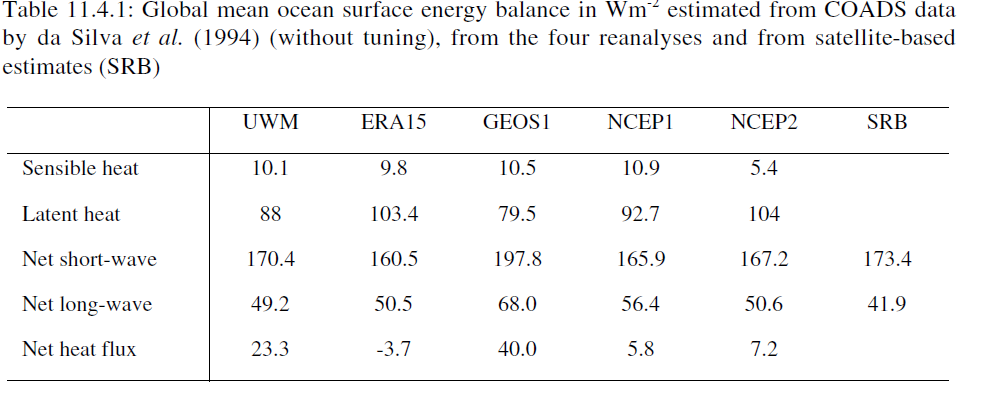 Table 11.4.1: Global mean ocean surface energy balance in Wm⁻² estimated from COADS data
by da Silva et al. (1994) (without tuning), from the four reanalyses and from satellite-based
estimates (SRB)
UWM ERA15 GEOS1 NCEP1 NCEP2 SRB
Sensible heat 10.1 9.8 10.5 10.9 5.4
Latent heat 88 103.4 79.5 92.7 104
Net short-wave 170.4 160.5 197.8 165.9 167.2 173.4
Net long-wave 49.2 50.5 68.0 56.4 50.6 41.9
Net heat flux 23.3 -3.7 40.0 5.8 7.2